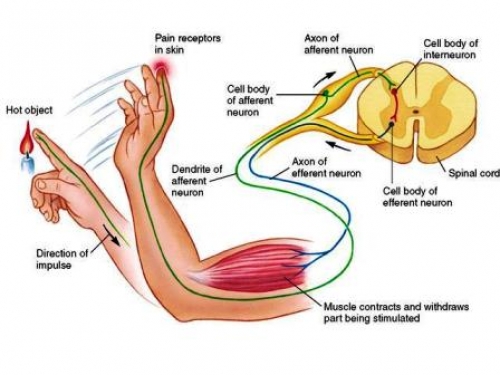 Pain receptors
in skin
Axon of
afferent neuron
Cell body of
interneuron
Hot object
Cell body
of afferent
neuron
Dendrite of
afferent
neuron
Axon of
efferent neuron
Spinal cord
Cell body of
efferent neuron
Direction of
impulse
Muscle contracts and withdraws
part being stimulated